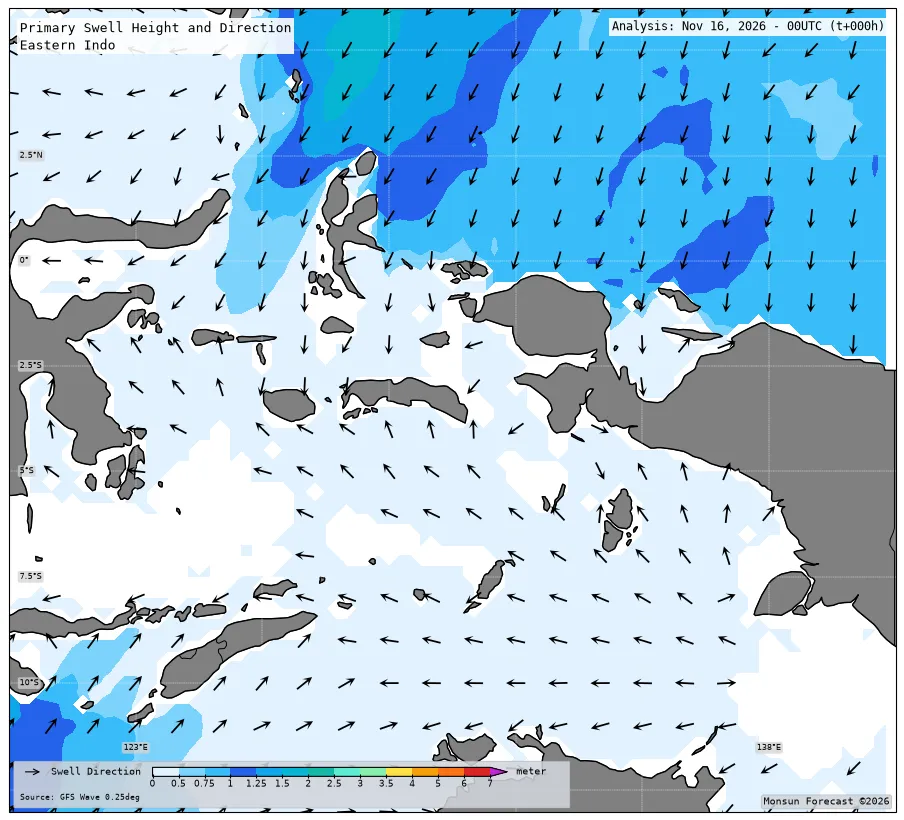 Primary Swell Height and Direction
Eastern Indo
Analysis: Nov 16, 2026 - 00UTC (t+000h)
2.5°N
0°
2.5°S
5°S
7.5°S
10°S
123°E
138°E
Swell Direction
meter
0 0.5 0.75 1 1.25 1.5 2 2.5 3 3.5 4 5 6 7
Source: GFS Wave 0.25deg
Monsun Forecast ©2026